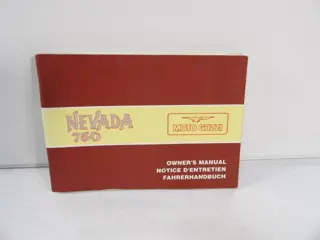 NEVADA
750
MOTO GUZZI
OWNER'S MANUAL
NOTICE D'ENTRETIEN
FAHRERHANDBUCH